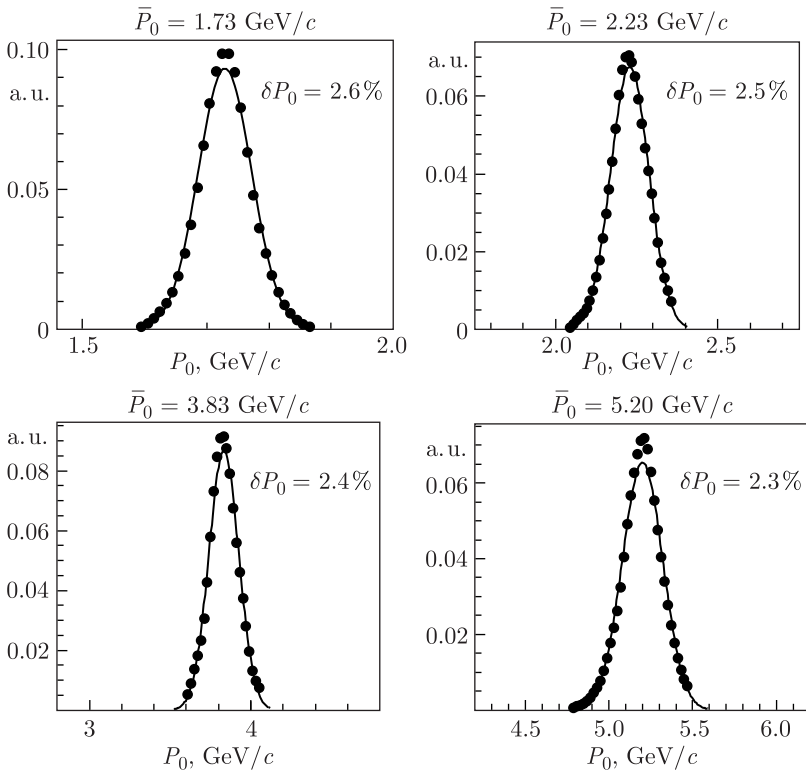 P̄₀ = 1.73 GeV/c
0.10
a.u.
δP₀ = 2.6%
0.05
0
1.5 2.0
P₀, GeV/c
P̄₀ = 2.23 GeV/c
a.u.
0.06
δP₀ = 2.5%
0.04
0.02
0
2.0 2.5
P₀, GeV/c
P̄₀ = 3.83 GeV/c
a.u.
0.08
δP₀ = 2.4%
0.06
0.04
0.02
3 4
P₀, GeV/c
P̄₀ = 5.20 GeV/c
a.u.
0.06
δP₀ = 2.3%
0.04
0.02
4.5 5.0 5.5 6.0
P₀, GeV/c